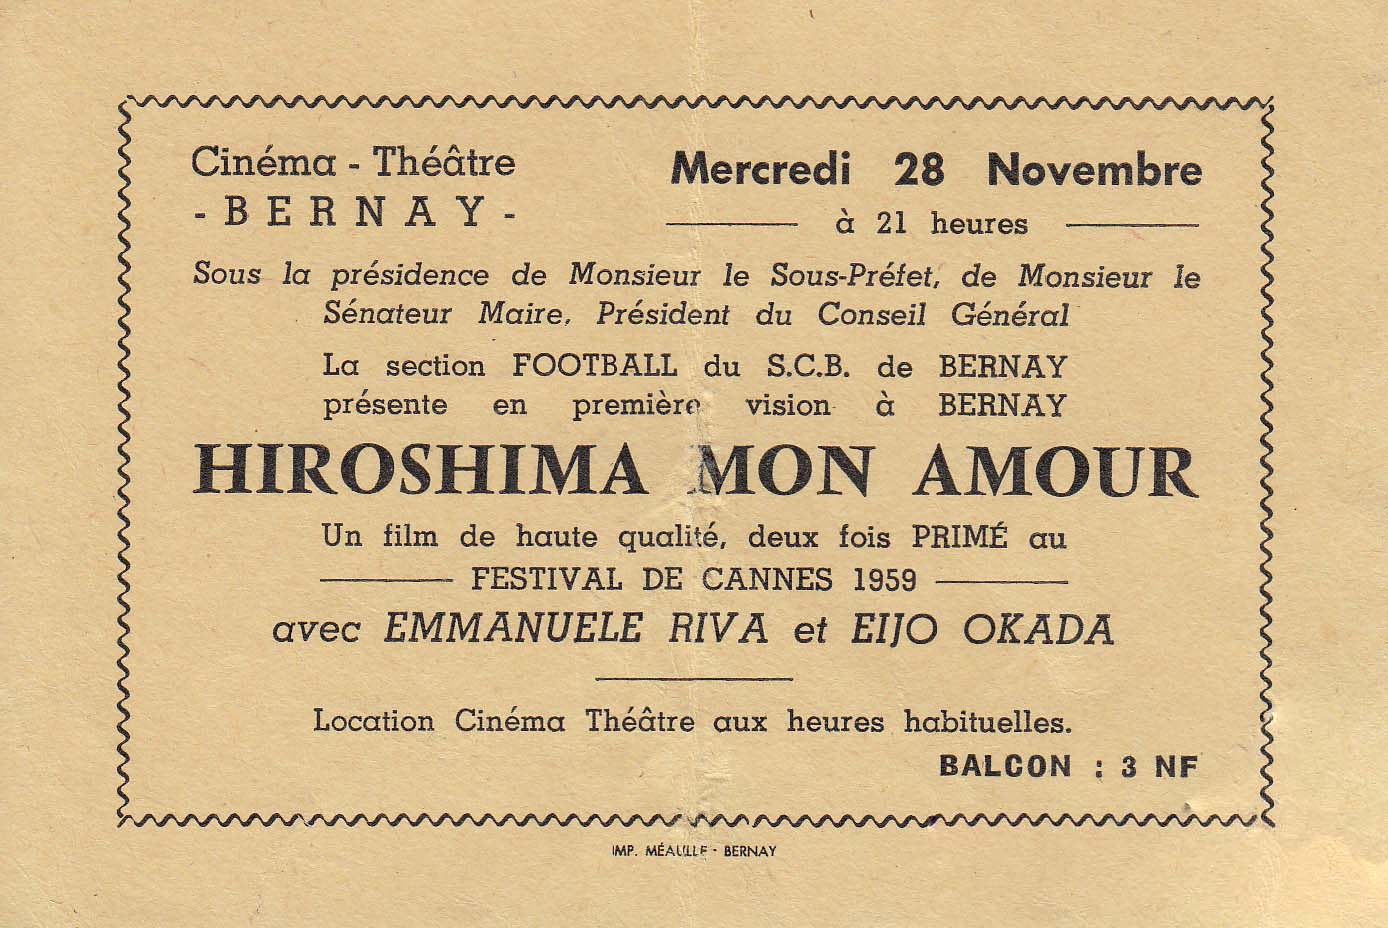 Cinéma - Théâtre
- BERNAY -
Mercredi 28 Novembre
à 21 heures
Sous la présidence de Monsieur le Sous-Préfet, de Monsieur le
Sénateur Maire, Président du Conseil Général
La section FOOTBALL du S.C.B. de BERNAY
présente en première vision à BERNAY
HIROSHIMA MON AMOUR
Un film de haute qualité, deux fois PRIMÉ au
FESTIVAL DE CANNES 1959
avec EMMANUELE RIVA et EIJO OKADA
Location Cinéma Théâtre aux heures habituelles.
BALCON : 3 NF
IMP. MÉAULLE - BERNAY